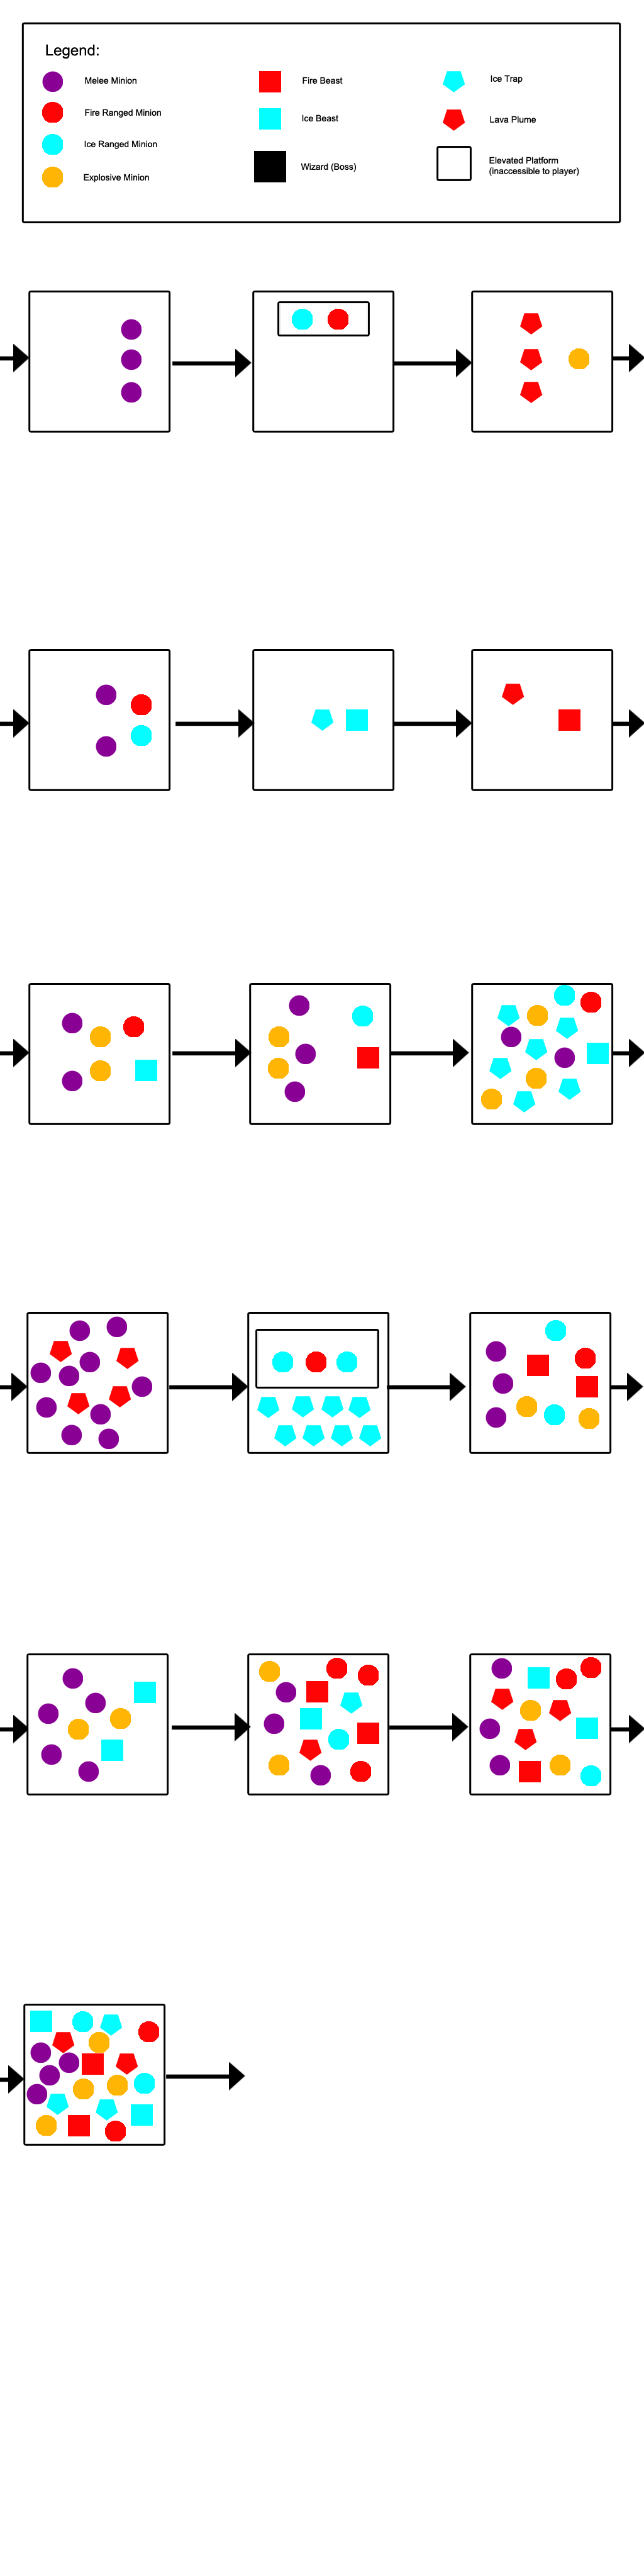 Legend:
Melee Minion
Fire Ranged Minion
Ice Ranged Minion
Explosive Minion
Fire Beast
Ice Beast
Wizard (Boss)
Ice Trap
Lava Plume
Elevated Platform
(inaccessible to player)